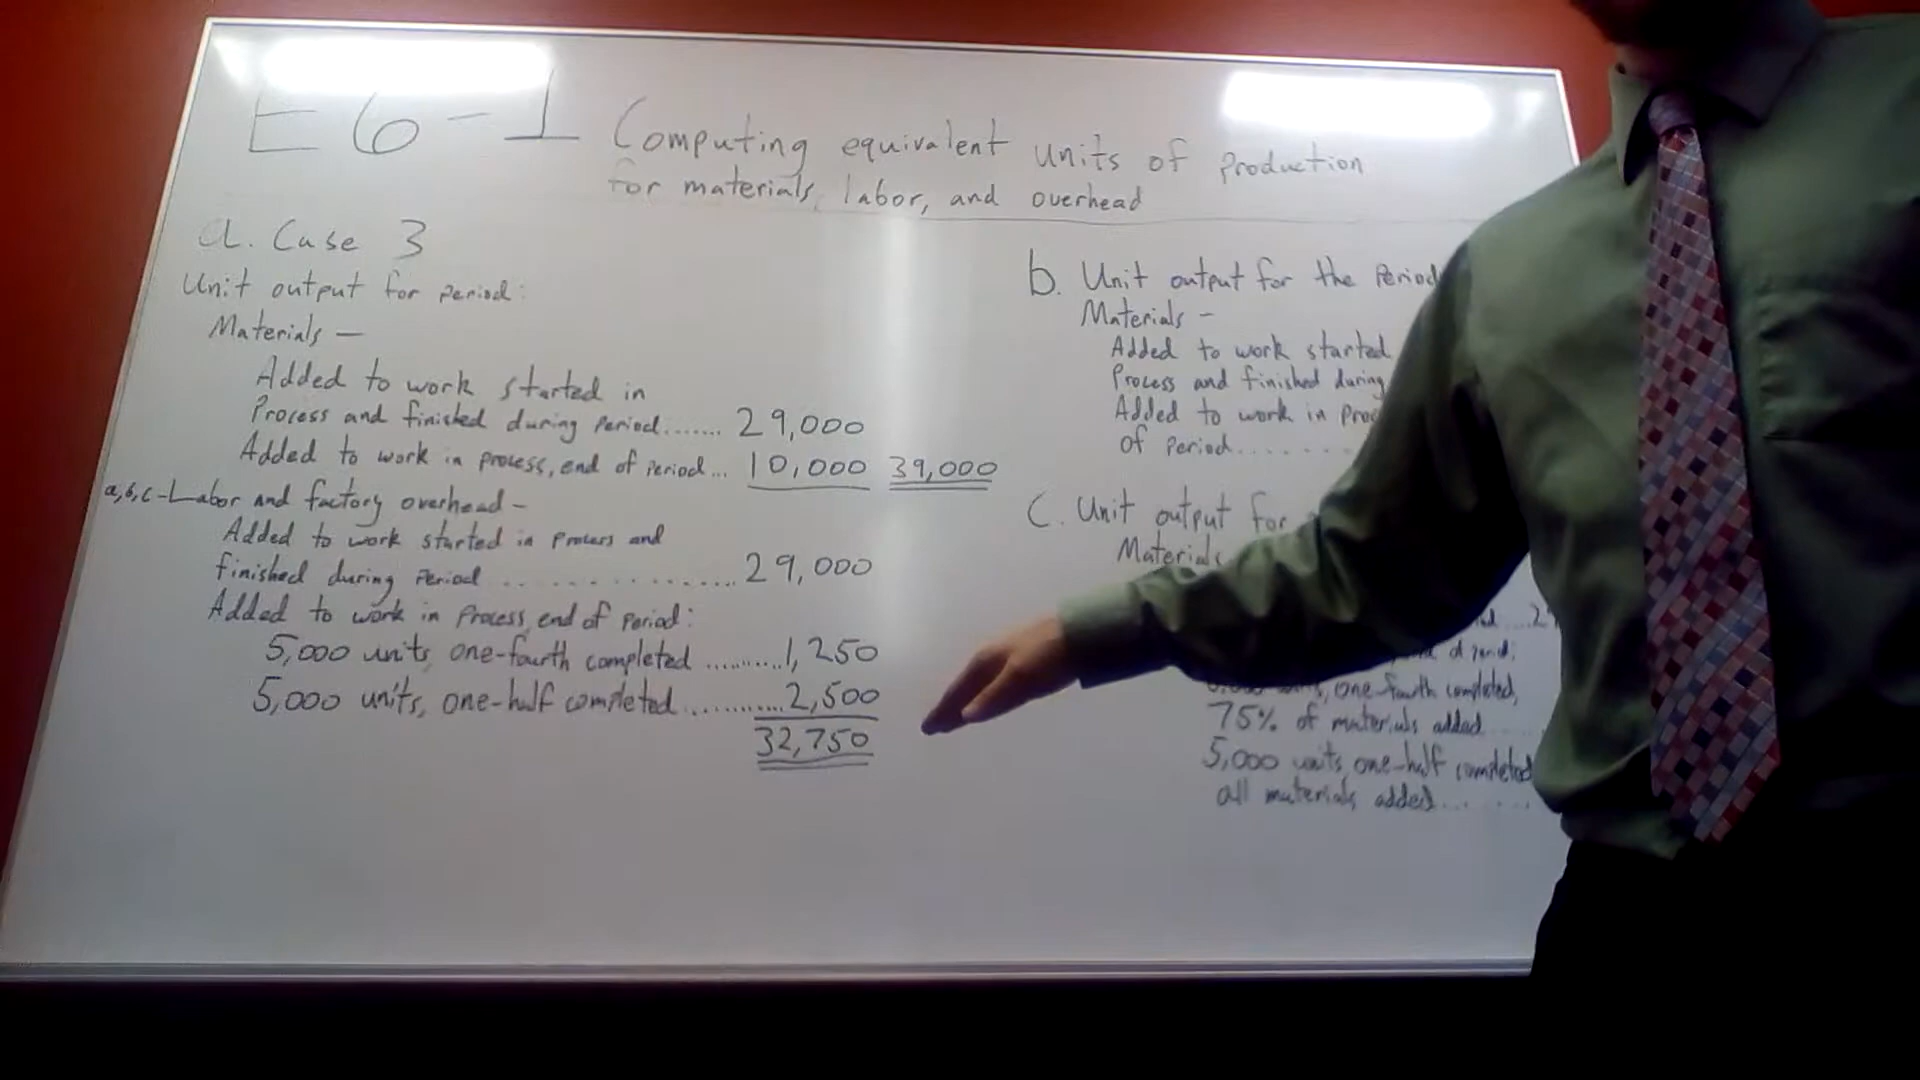 E6-1 Computing equivalent units of production
for materials, labor, and overhead
a. Case 3
Unit output for period:
Materials –
Added to work started in
Process and finished during period....... 29,000
Added to work in process, end of period... 10,000 39,000
a,b,c-Labor and factory overhead –
Added to work started in process and
finished during period .............. 29,000
Added to work in process, end of period:
5,000 units, one-fourth completed ..........1,250
5,000 units, one-half completed ...........2,500
32,750
b. Unit output for the Period
Materials –
Added to work started
Process and finished during
Added to work in
of period........
C. Unit output for
Materials
one-fourth completed,
75% of materials added
5,000 units, one-half completed
all materials added.....